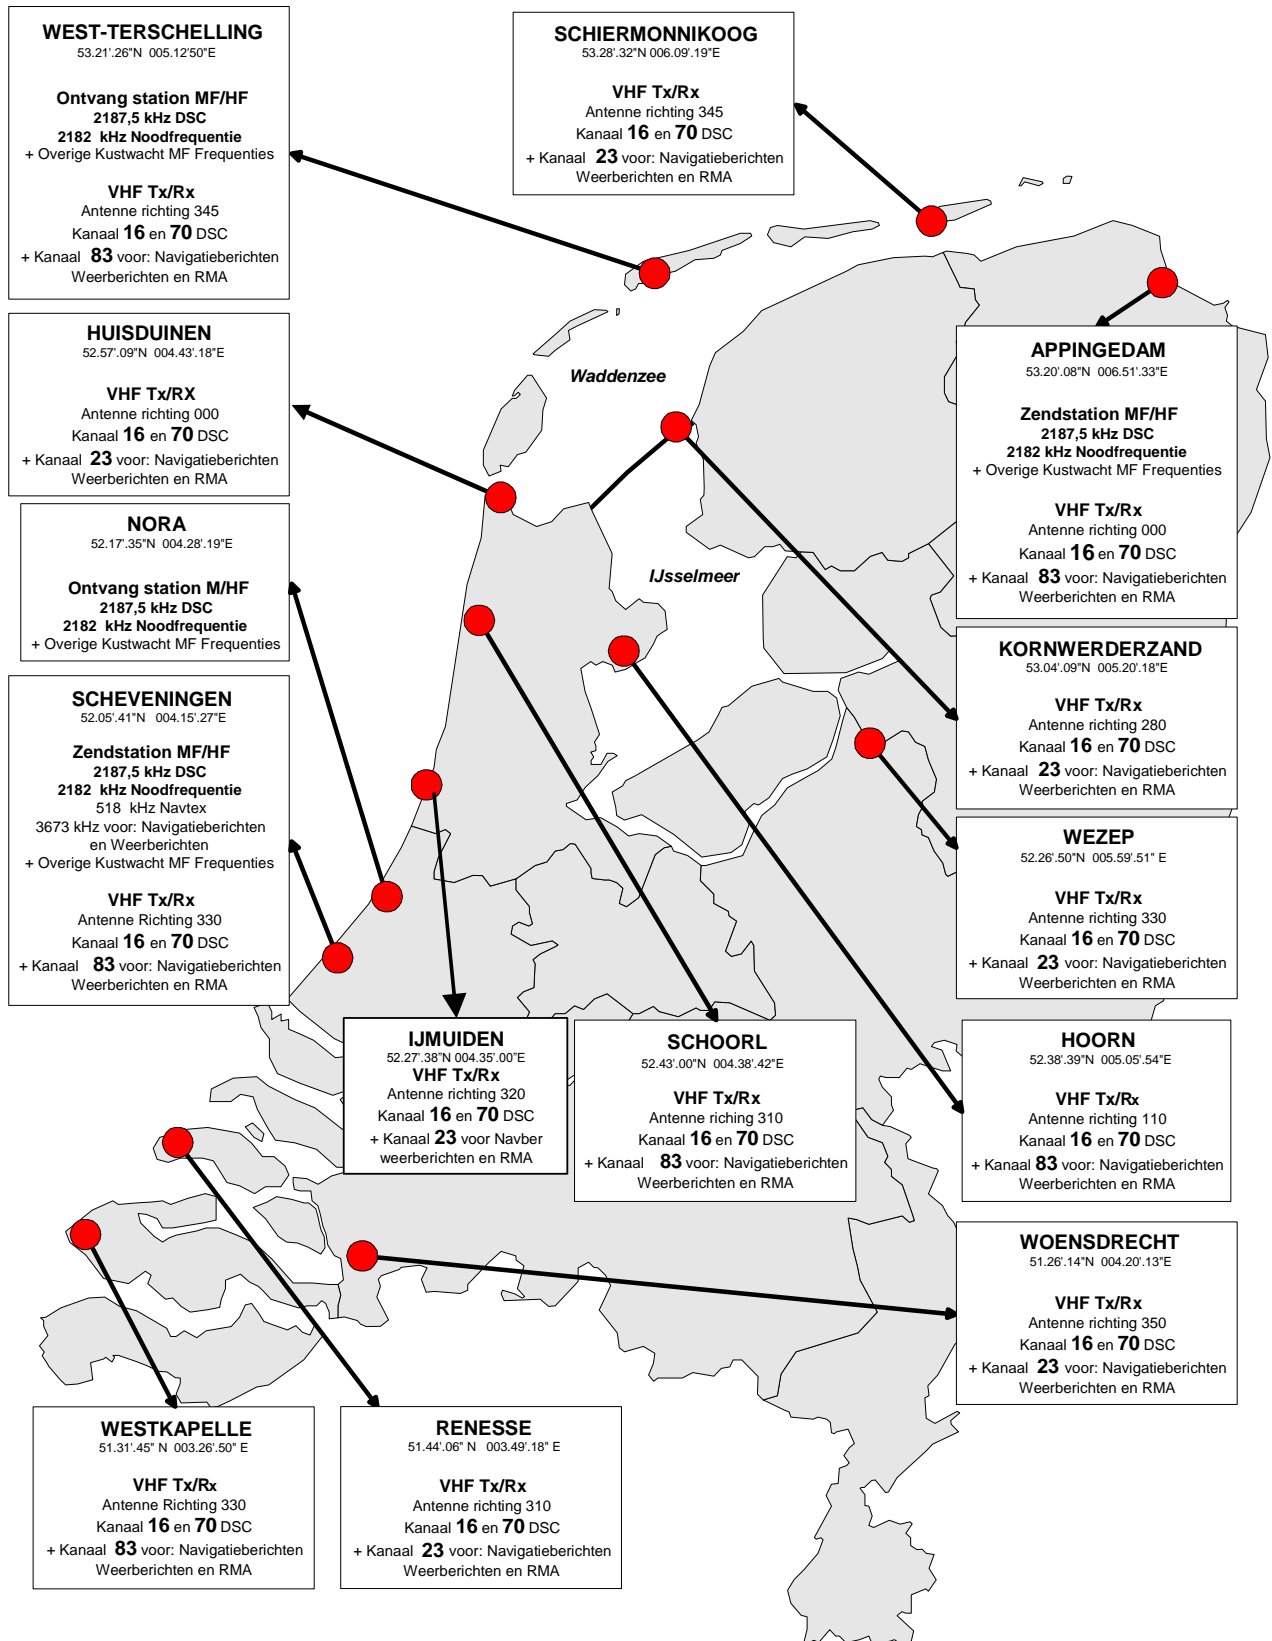 WEST-TERSCHELLING
53.21'.26"N  005.12'50"E
Ontvang station MF/HF
2187,5 kHz DSC
2182  kHz Noodfrequentie
+ Overige Kustwacht MF Frequenties
VHF Tx/Rx
Antenne richting 345
Kanaal 16 en 70 DSC
+ Kanaal  83 voor: Navigatieberichten
Weerberichten en RMA
SCHIERMONNIKOOG
53.28'.32"N 006.09'.19"E
VHF Tx/Rx
Antenne richting 345
Kanaal 16 en 70 DSC
+ Kanaal  23 voor: Navigatieberichten
Weerberichten en RMA
HUISDUINEN
52.57'.09"N  004.43'.18"E
VHF Tx/RX
Antenne richting 000
Kanaal 16 en 70 DSC
+ Kanaal  23 voor: Navigatieberichten
Weerberichten en RMA
Waddenzee
APPINGEDAM
53.20'.08"N  006.51'.33"E
Zendstation MF/HF
2187,5 kHz DSC
2182 kHz Noodfrequentie
+ Overige Kustwacht MF Frequenties
VHF Tx/Rx
Antenne richting 000
Kanaal 16 en 70 DSC
+ Kanaal  83 voor: Navigatieberichten
Weerberichten en RMA
NORA
52.17'.35"N  004.28'.19"E
Ontvang station M/HF
2187,5 kHz DSC
2182  kHz Noodfrequentie
+ Overige Kustwacht MF Frequenties
IJsselmeer
KORNWERDERZAND
53.04'.09"N  005.20'.18"E
VHF Tx/Rx
Antenne richting 280
Kanaal 16 en 70 DSC
+ Kanaal  23 voor: Navigatieberichten
Weerberichten en RMA
SCHEVENINGEN
52.05'.41"N  004.15'.27"E
Zendstation MF/HF
2187,5 kHz DSC
2182  kHz Noodfrequentie
518  kHz Navtex
3673 kHz voor: Navigatieberichten
en Weerberichten
+ Overige Kustwacht MF Frequenties
VHF Tx/Rx
Antenne Richting 330
Kanaal 16 en 70 DSC
+ Kanaal   83 voor: Navigatieberichten
Weerberichten en RMA
WEZEP
52.26'.50"N  005.59'.51" E
VHF Tx/Rx
Antenne richting 330
Kanaal 16 en 70 DSC
+ Kanaal  23 voor: Navigatieberichten
Weerberichten en RMA
IJMUIDEN
52.27'.38"N 004.35'.00"E
VHF Tx/Rx
Antenne richting 320
Kanaal 16 en 70 DSC
+ Kanaal 23 voor Navber
weerberichten en RMA
SCHOORL
52.43'.00"N  004.38'.42"E
VHF Tx/Rx
Antenne riching 310
Kanaal 16 en 70 DSC
+ Kanaal   83 voor: Navigatieberichten
Weerberichten en RMA
HOORN
52.38'.39"N  005.05'.54"E
VHF Tx/Rx
Antenne richting 110
Kanaal 16 en 70 DSC
+ Kanaal 83 voor: Navigatieberichten
Weerberichten en RMA
WOENSDRECHT
51.26'.14"N  004.20'.13"E
VHF Tx/Rx
Antenne richting 350
Kanaal 16 en 70 DSC
+ Kanaal  23 voor: Navigatieberichten
Weerberichten en RMA
WESTKAPELLE
51.31'.45" N  003.26'.50" E
VHF Tx/Rx
Antenne Richting 330
Kanaal 16 en 70 DSC
+ Kanaal  83 voor: Navigatieberichten
Weerberichten en RMA
RENESSE
51.44'.06" N   003.49'.18" E
VHF Tx/Rx
Antenne richting 310
Kanaal 16 en 70 DSC
+ Kanaal  23 voor: Navigatieberichten
Weerberichten en RMA